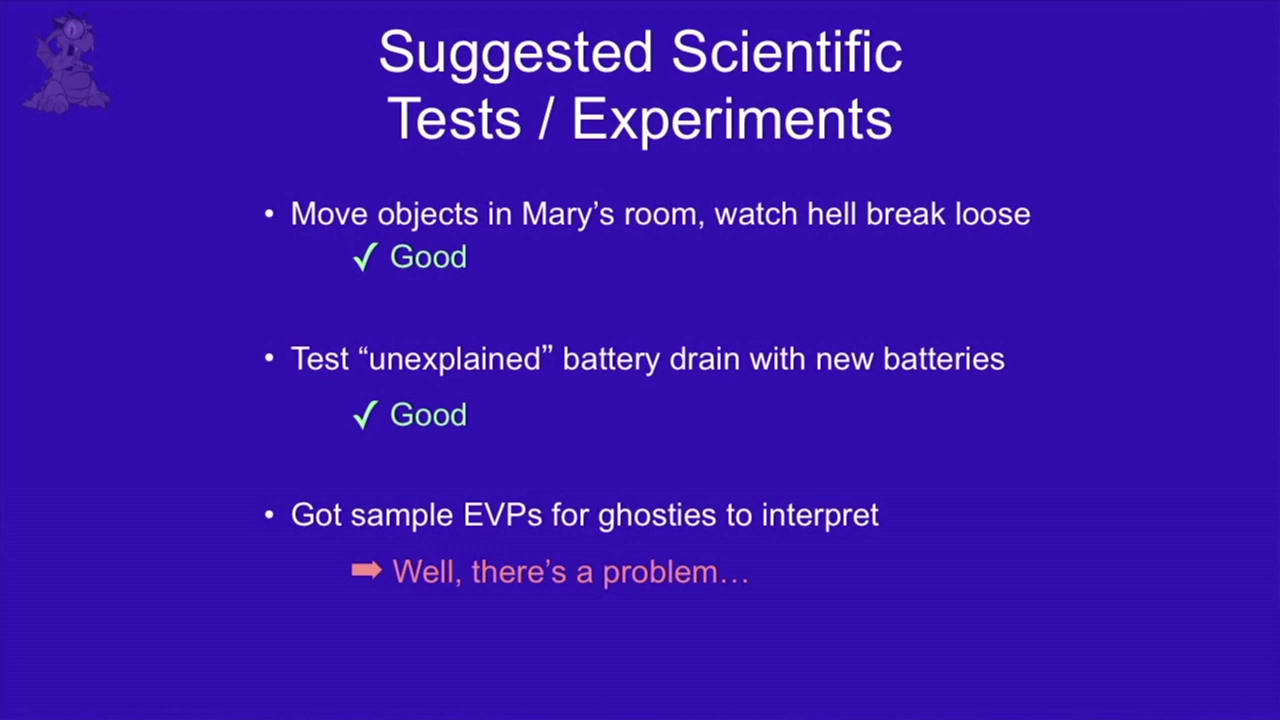 Suggested Scientific
Tests / Experiments
• Move objects in Mary’s room, watch hell break loose
✓ Good
• Test “unexplained” battery drain with new batteries
✓ Good
• Got sample EVPs for ghosties to interpret
➡ Well, there’s a problem…